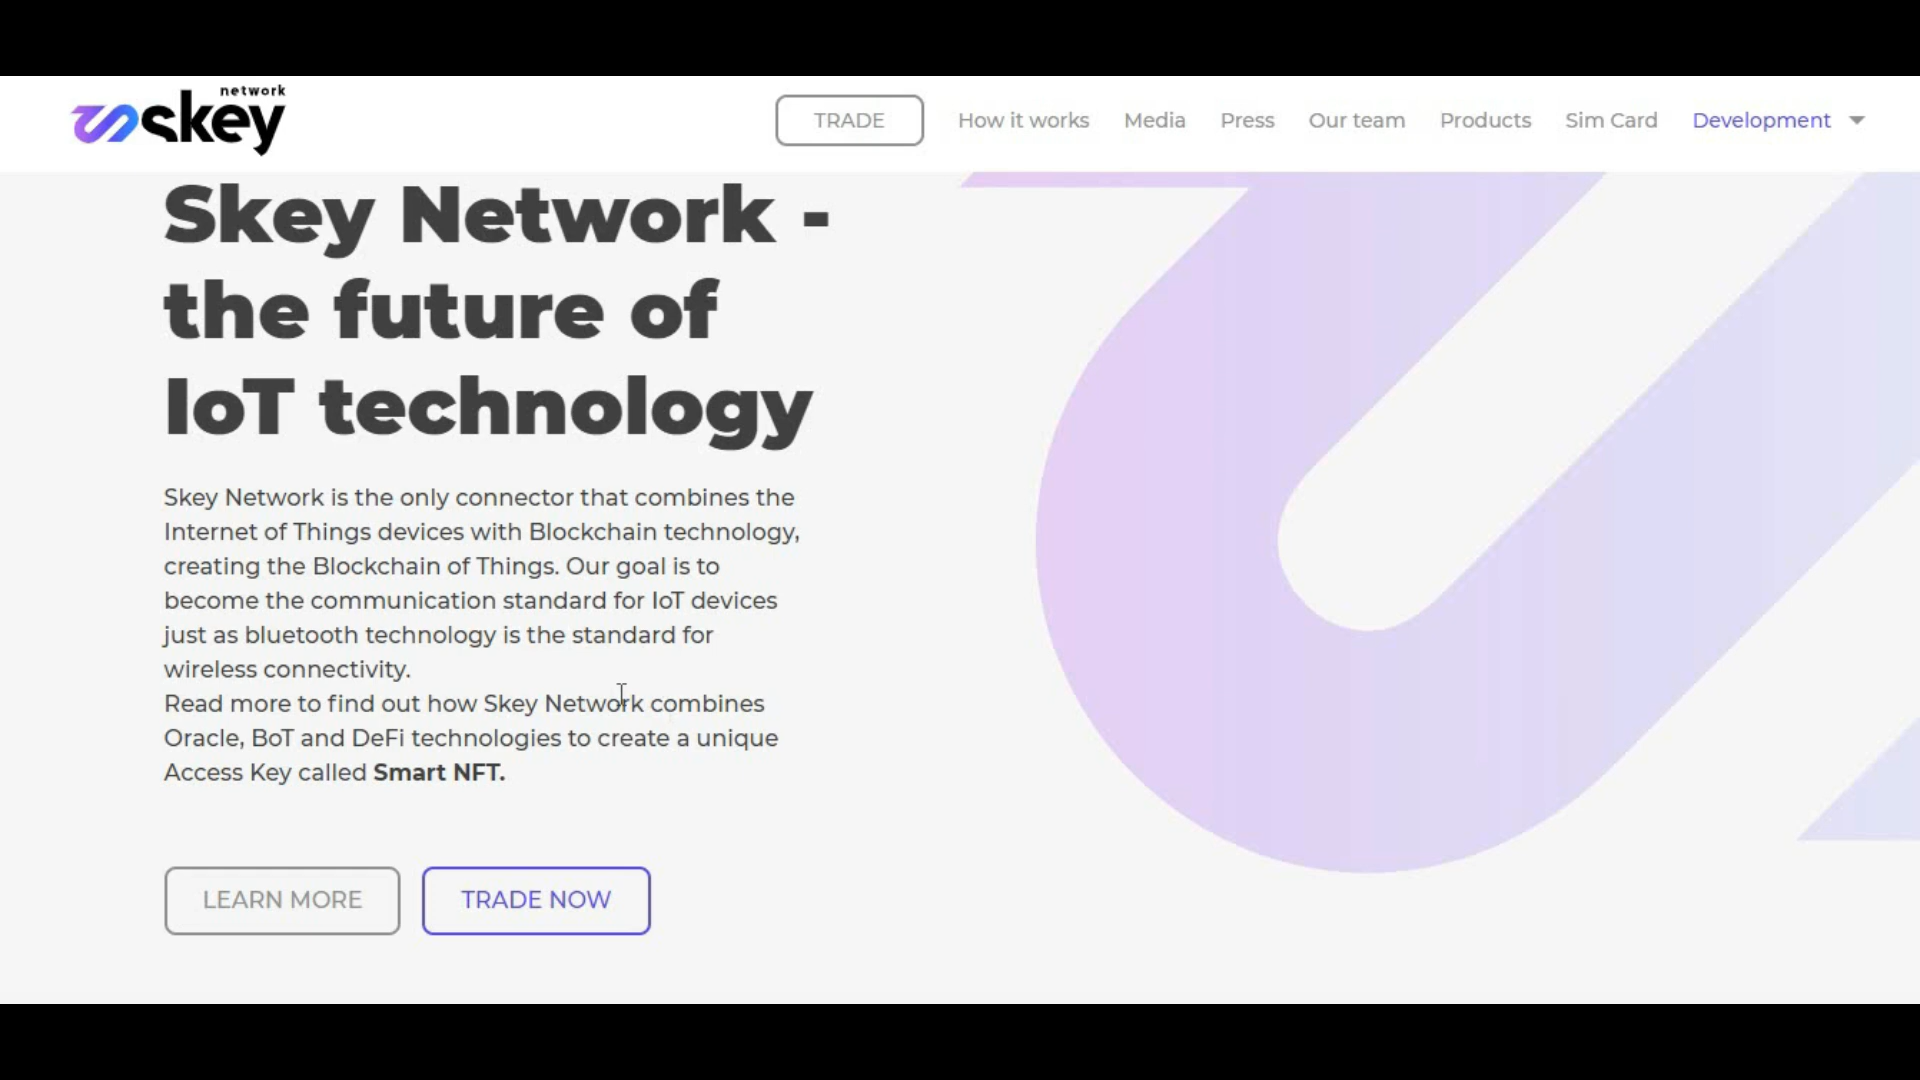 network
skey
TRADE
How it works
Media
Press
Our team
Products
Sim Card
Development
Skey Network -
the future of
IoT technology
Skey Network is the only connector that combines the
Internet of Things devices with Blockchain technology,
creating the Blockchain of Things. Our goal is to
become the communication standard for IoT devices
just as bluetooth technology is the standard for
wireless connectivity.
Read more to find out how Skey Network combines
Oracle, BoT and DeFi technologies to create a unique
Access Key called Smart NFT.
LEARN MORE
TRADE NOW